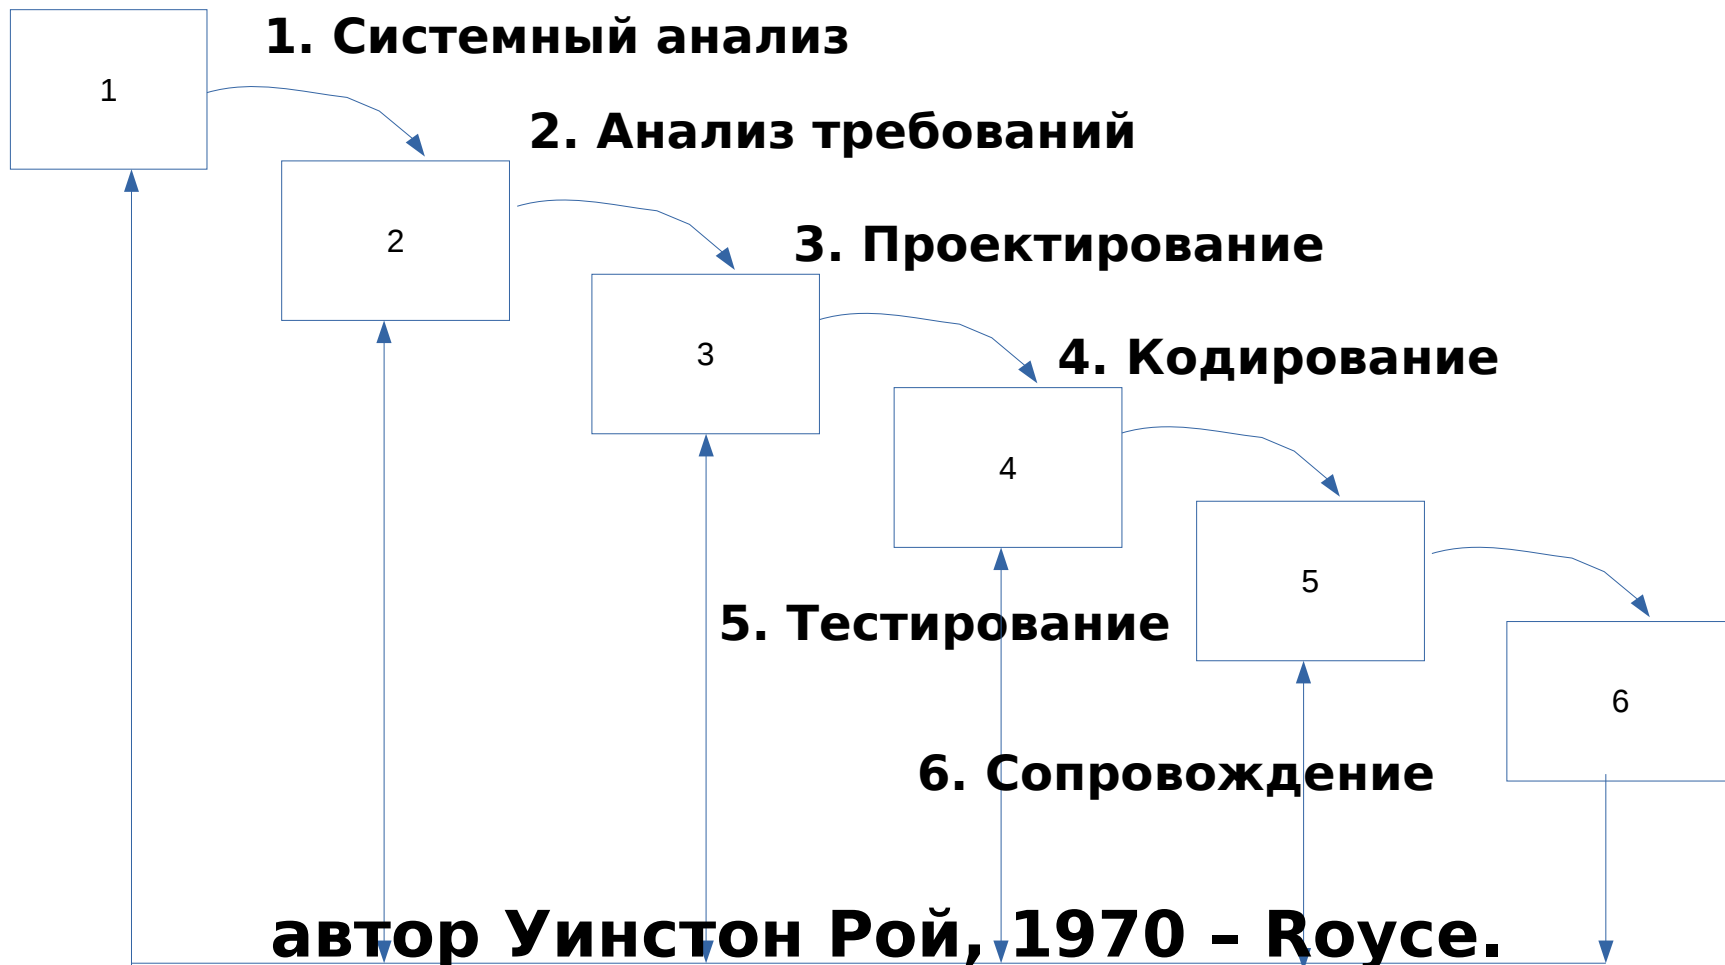 1. Системный анализ
1
2. Анализ требований
2
3. Проектирование
3
4. Кодирование
4
5
5. Тестирование
6
6. Сопровождение
автор Уинстон Рой, 1970 – Royce.